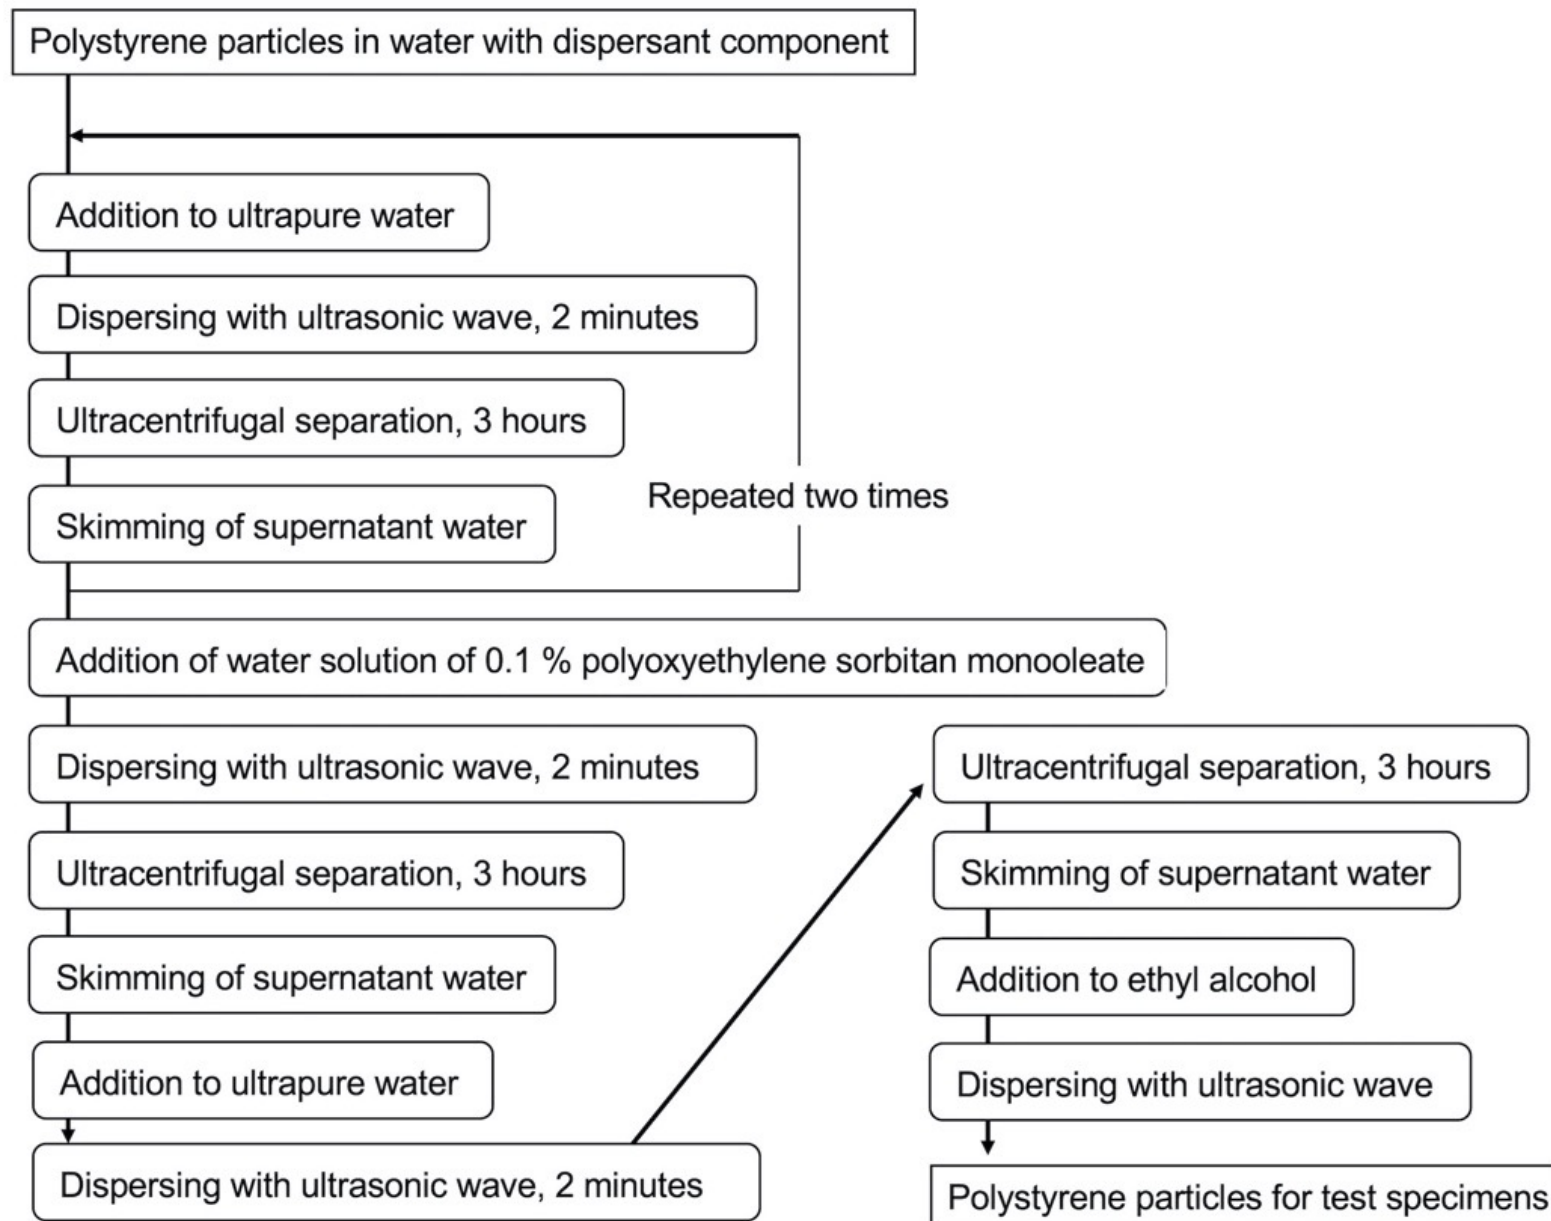 Polystyrene particles in water with dispersant component
Addition to ultrapure water
Dispersing with ultrasonic wave, 2 minutes
Ultracentrifugal separation, 3 hours
Skimming of supernatant water
Repeated two times
Addition of water solution of 0.1 % polyoxyethylene sorbitan monooleate
Dispersing with ultrasonic wave, 2 minutes
Ultracentrifugal separation, 3 hours
Skimming of supernatant water
Addition to ultrapure water
Dispersing with ultrasonic wave, 2 minutes
Ultracentrifugal separation, 3 hours
Skimming of supernatant water
Addition to ethyl alcohol
Dispersing with ultrasonic wave
Polystyrene particles for test specimens